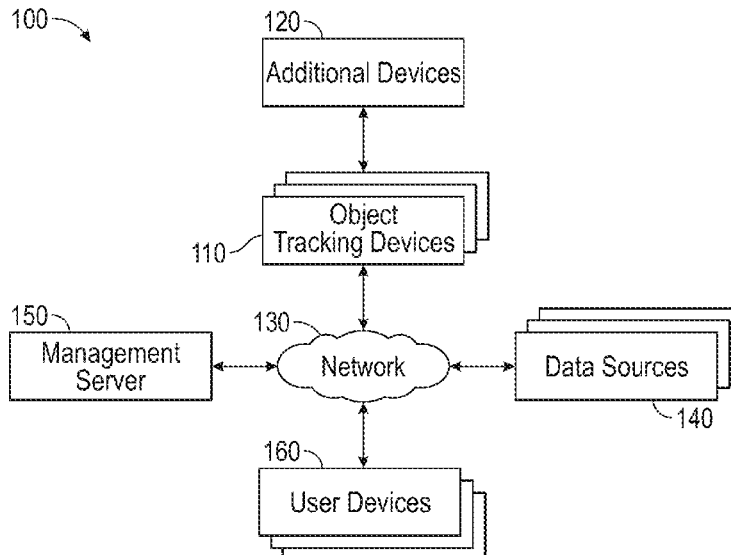 100
120
Additional Devices
Object
Tracking Devices
110
150
130
Management
Server
Network
Data Sources
140
160
User Devices